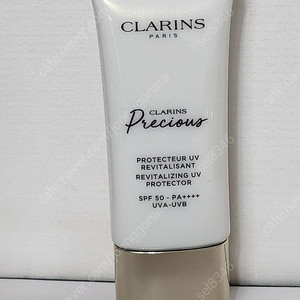 CLARINS
PARIS
CLARINS
Precious
PROTECTEUR UV
REVITALISANT
REVITALIZING UV
PROTECTOR
SPF 50 - PA++++
UVA-UVB